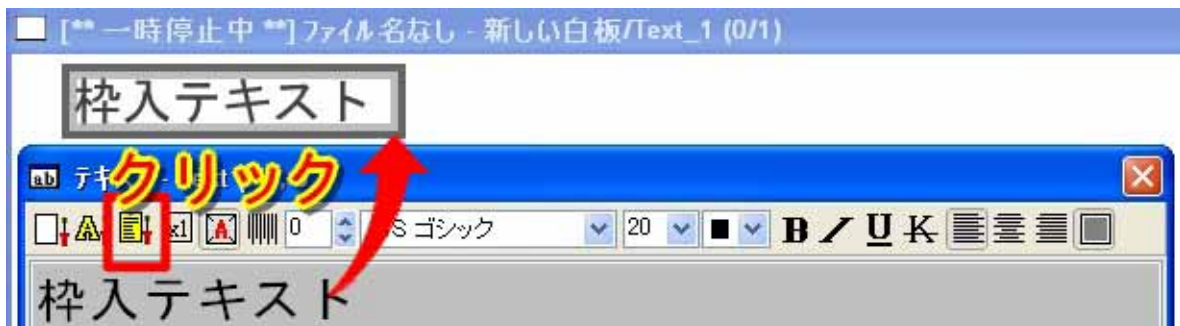 [** 一時停止中 **] ファイル名なし - 新しい白板/Text_1 (0/1)
枠入テキスト
クリック
ab
x1 A 0 S ゴシック 20 B U K
枠入テキスト